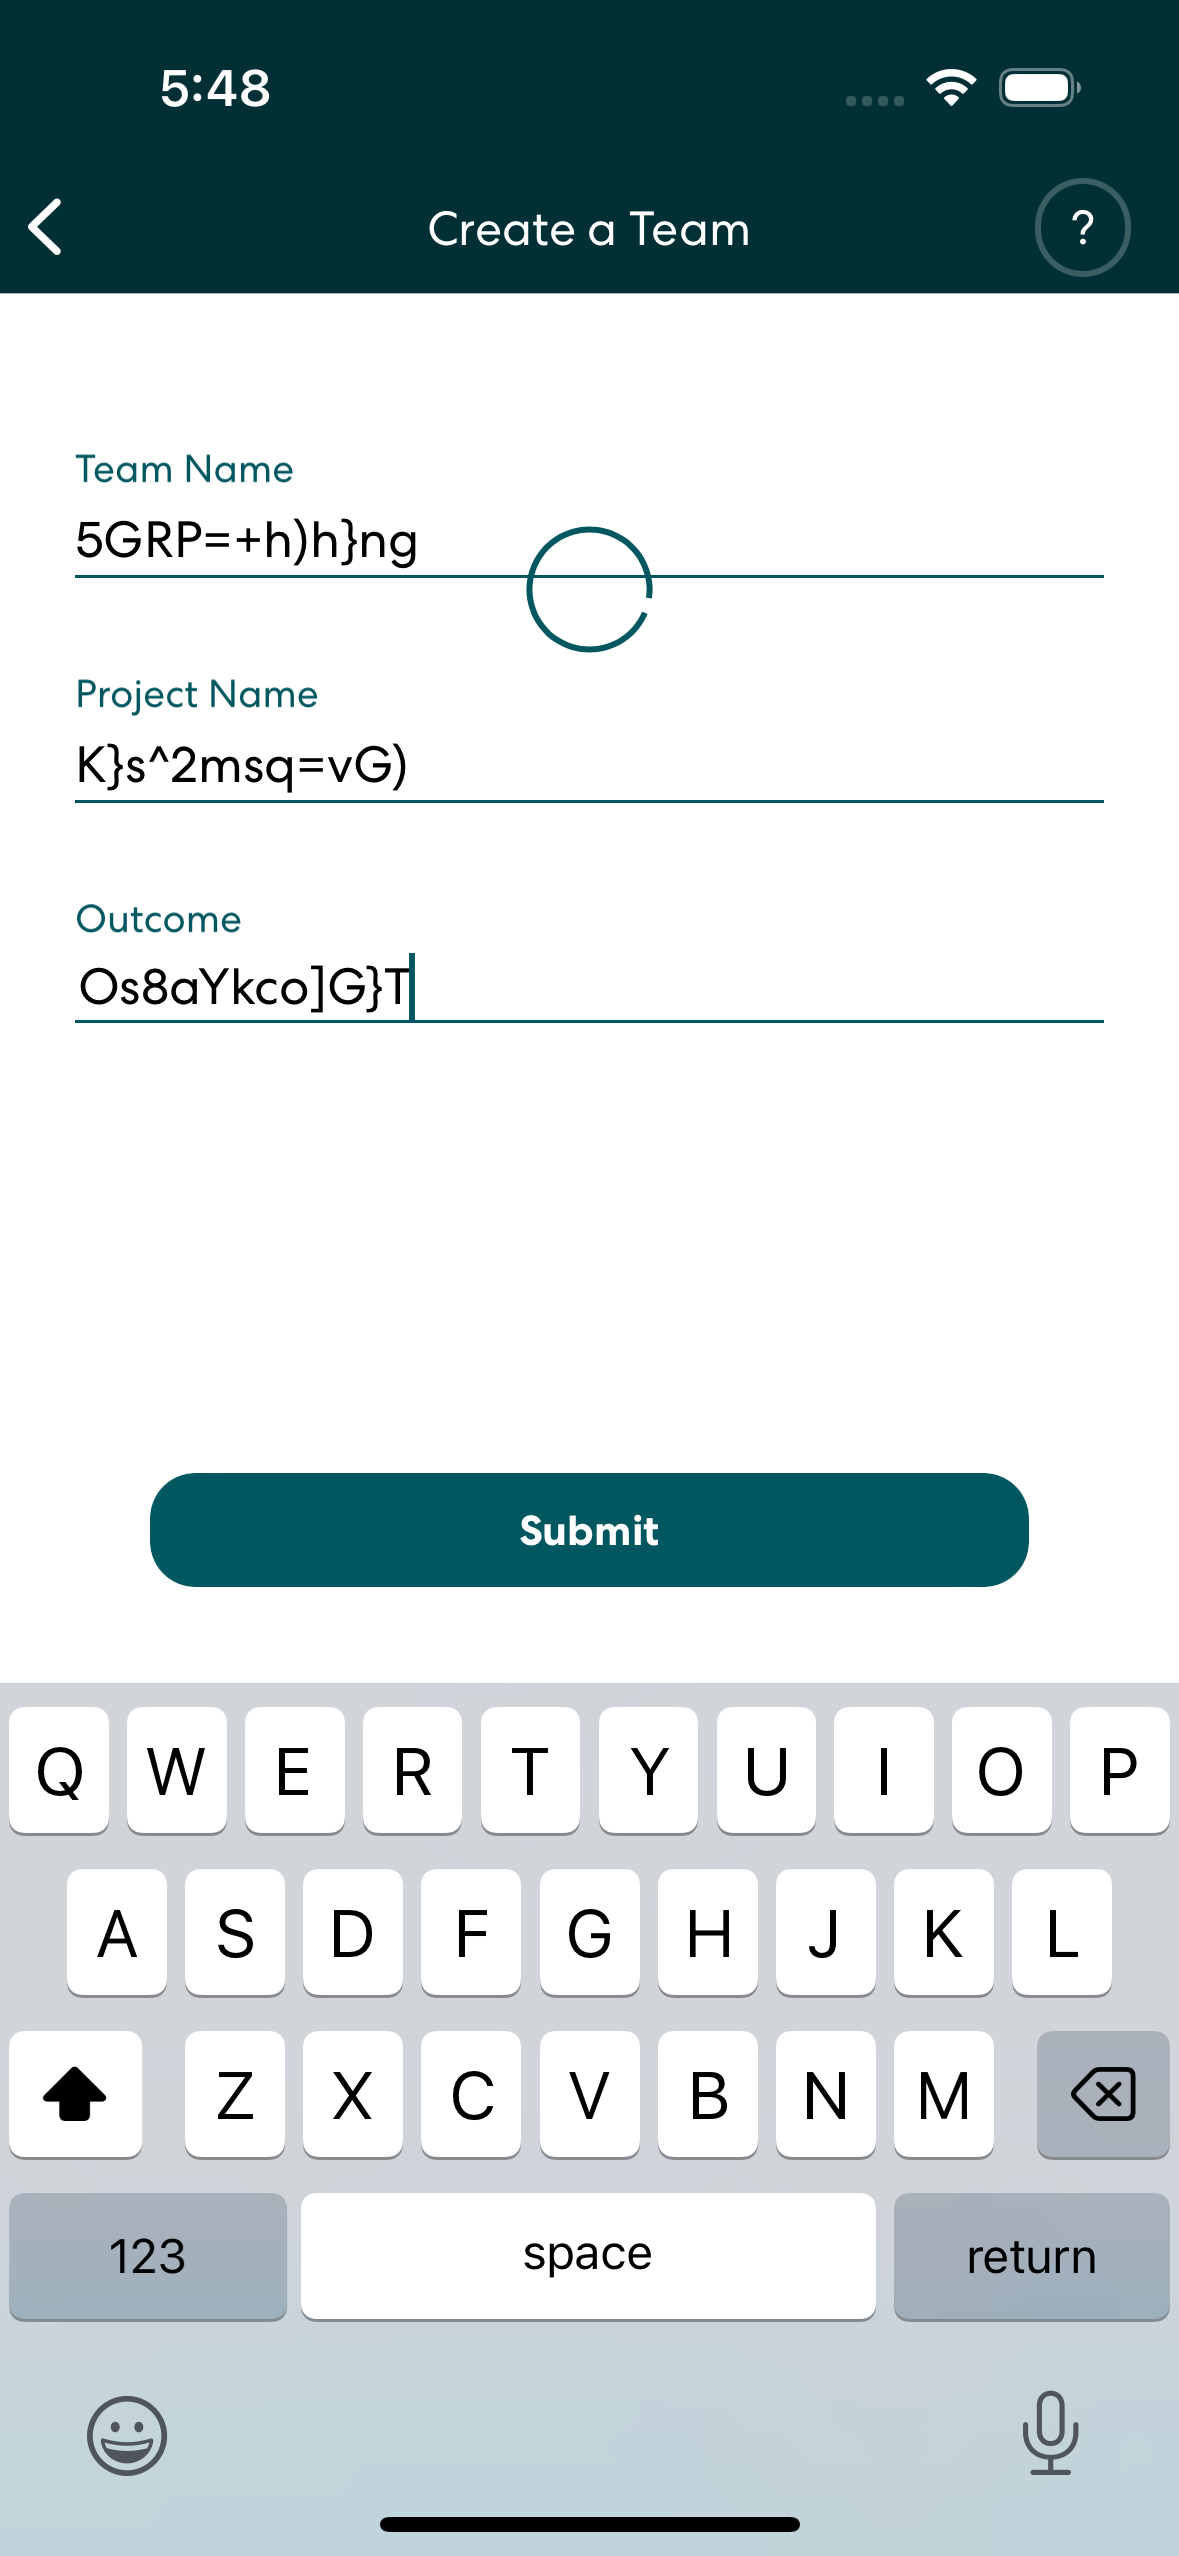 5:48
Create a Team
?
Team Name
5GRP=+h)h}ng
Project Name
K}s^2msq=vG)
Outcome
Os8aYkco]G}T
Submit
Q W E R T Y U I O P
A S D F G H J K L
Z X C V B N M
123 space return